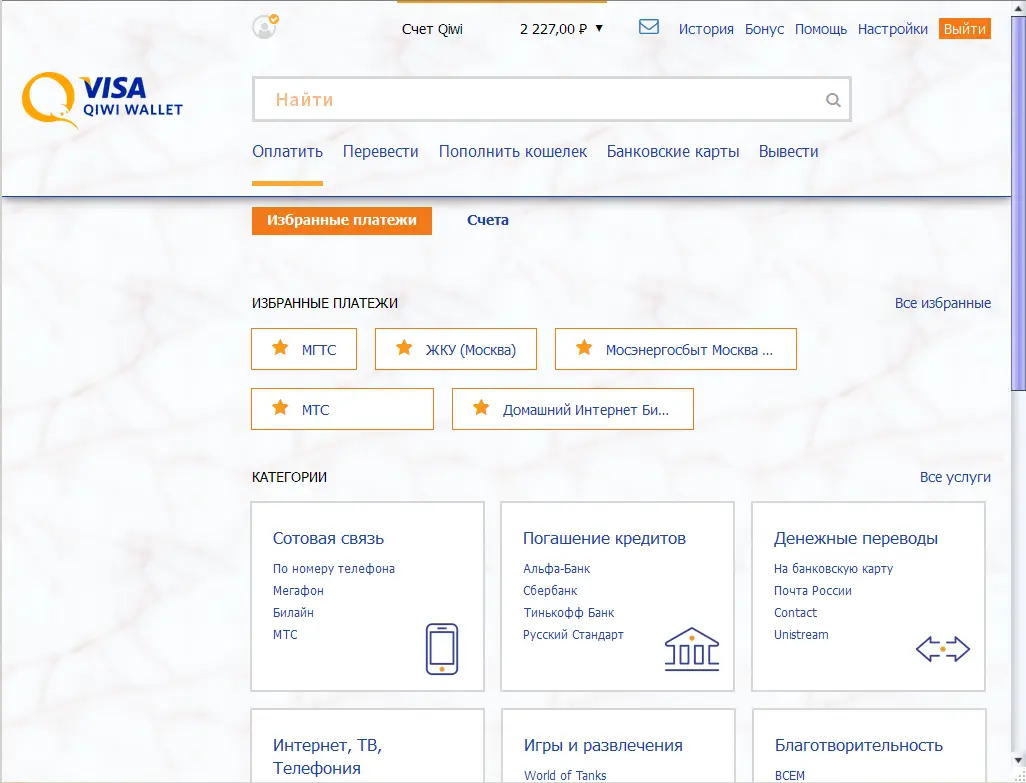 Счет Qiwi 2 227,00 ₽ ▼ История Бонус Помощь Настройки Выйти
VISA
QIWI WALLET
Найти
Оплатить Перевести Пополнить кошелек Банковские карты Вывести
Избранные платежи Счета
ИЗБРАННЫЕ ПЛАТЕЖИ Все избранные
МГТС ЖКУ (Москва) Мосэнергосбыт Москва ...
МТС Домашний Интернет Би...
КАТЕГОРИИ Все услуги
Сотовая связь
По номеру телефона
Мегафон
Билайн
МТС
Погашение кредитов
Альфа-Банк
Сбербанк
Тинькофф Банк
Русский Стандарт
Денежные переводы
На банковскую карту
Почта России
Contact
Unistream
Интернет, ТВ,
Телефония
Игры и развлечения
World of Tanks
Благотворительность
ВСЕМ